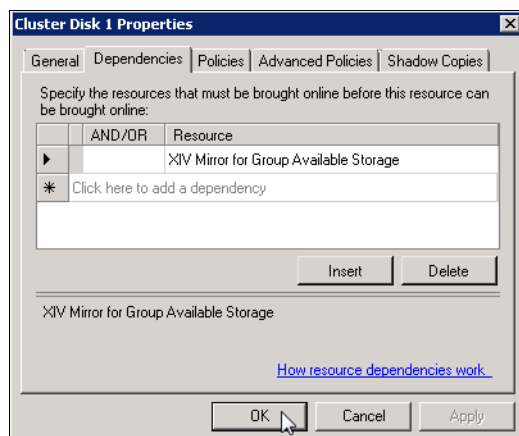 Cluster Disk 1 Properties
General Dependencies Policies Advanced Policies Shadow Copies
Specify the resources that must be brought online before this resource can
be brought online:
AND/OR Resource
XIV Mirror for Group Available Storage
Click here to add a dependency
Insert Delete
XIV Mirror for Group Available Storage
How resource dependencies work
OK Cancel Apply